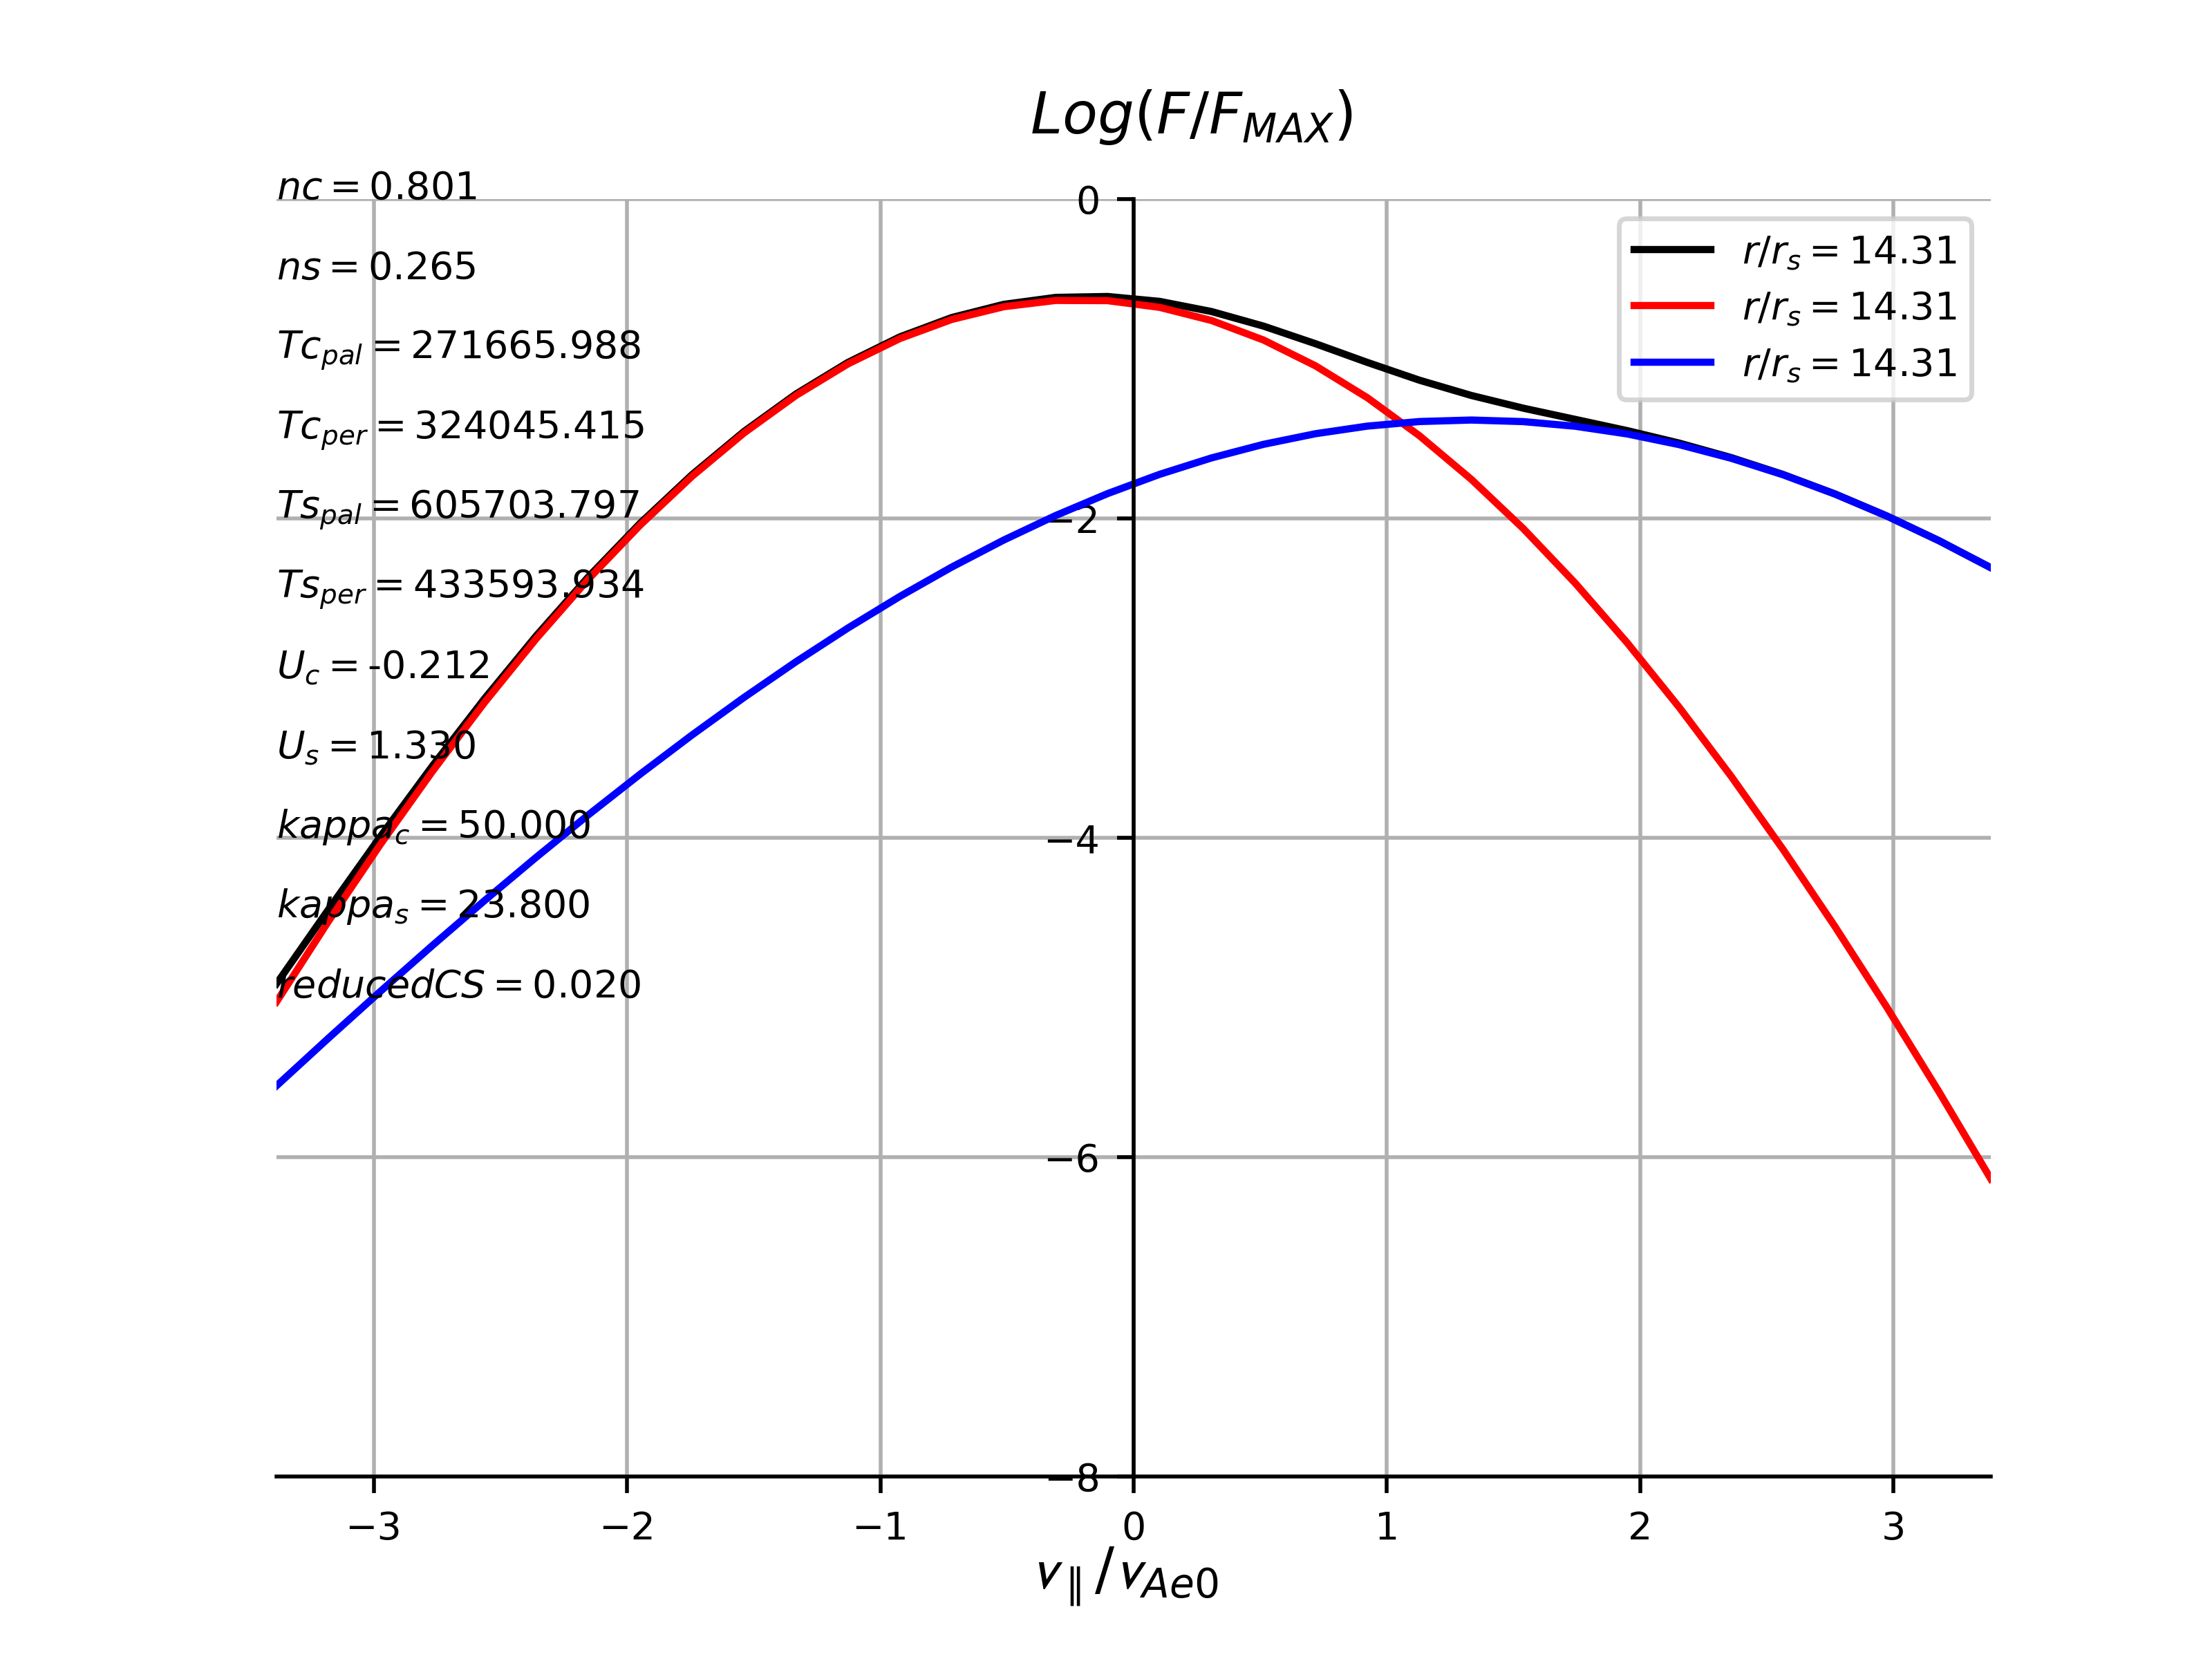 Log(F/F_MAX)
nc = 0.801
ns = 0.265
Tc_pal = 271665.988
Tc_per = 324045.415
Ts_pal = 605703.797
Ts_per = 433593.934
U_c = -0.212
U_s = 1.330
kappa_c = 50.000
kappa_s = 23.800
reducedCS = 0.020
0
−2
−4
−6
−8
r/r_s = 14.31
r/r_s = 14.31
r/r_s = 14.31
−3 −2 −1 0 1 2 3
v_∥/v_Ae0